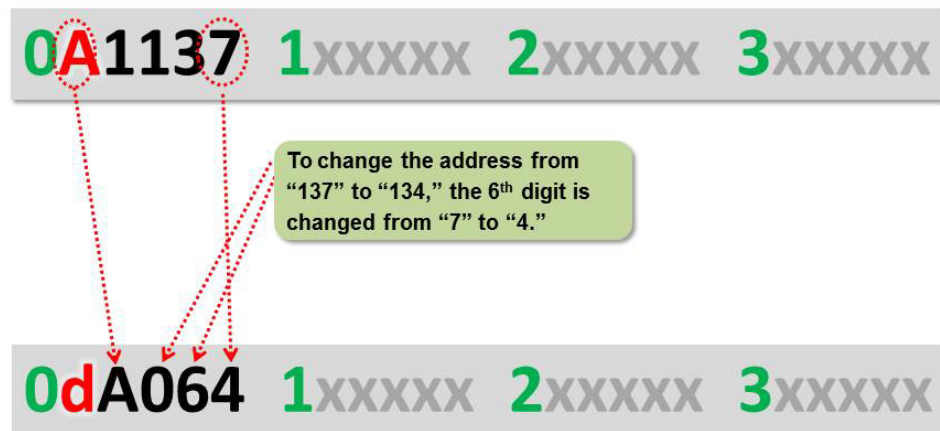 0A1137 1xxxxx 2xxxxx 3xxxxx
To change the address from
“137” to “134,” the 6th digit is
changed from “7” to “4.”
0dA064 1xxxxx 2xxxxx 3xxxxx